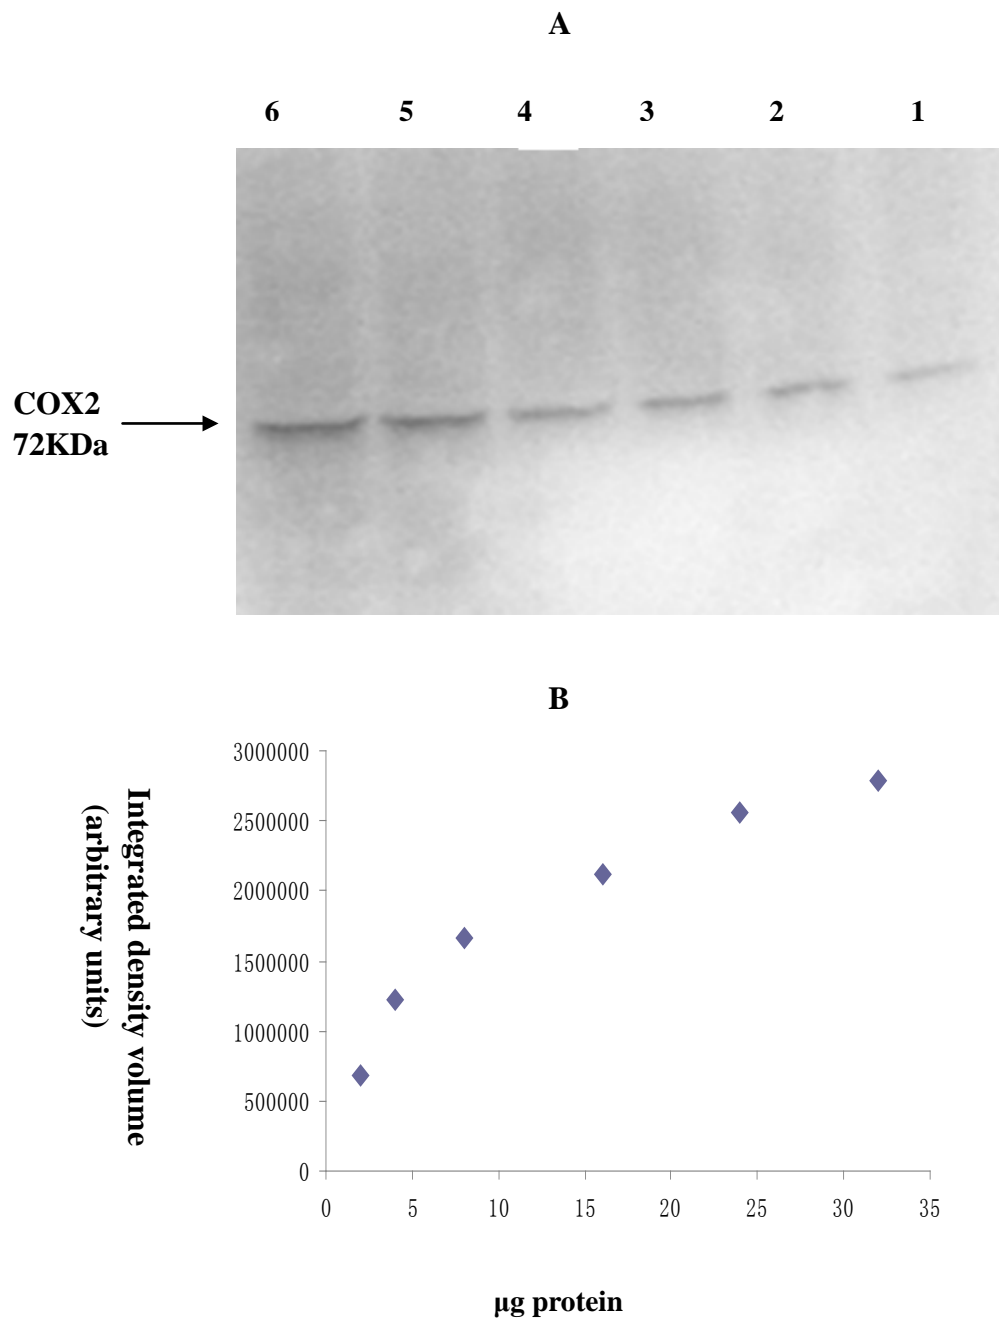 A
6 5 4 3 2 1
COX2
72KDa
B
Integrated density volume
(arbitrary units)
3000000
2500000
2000000
1500000
1000000
500000
0
0 5 10 15 20 25 30 35
µg protein